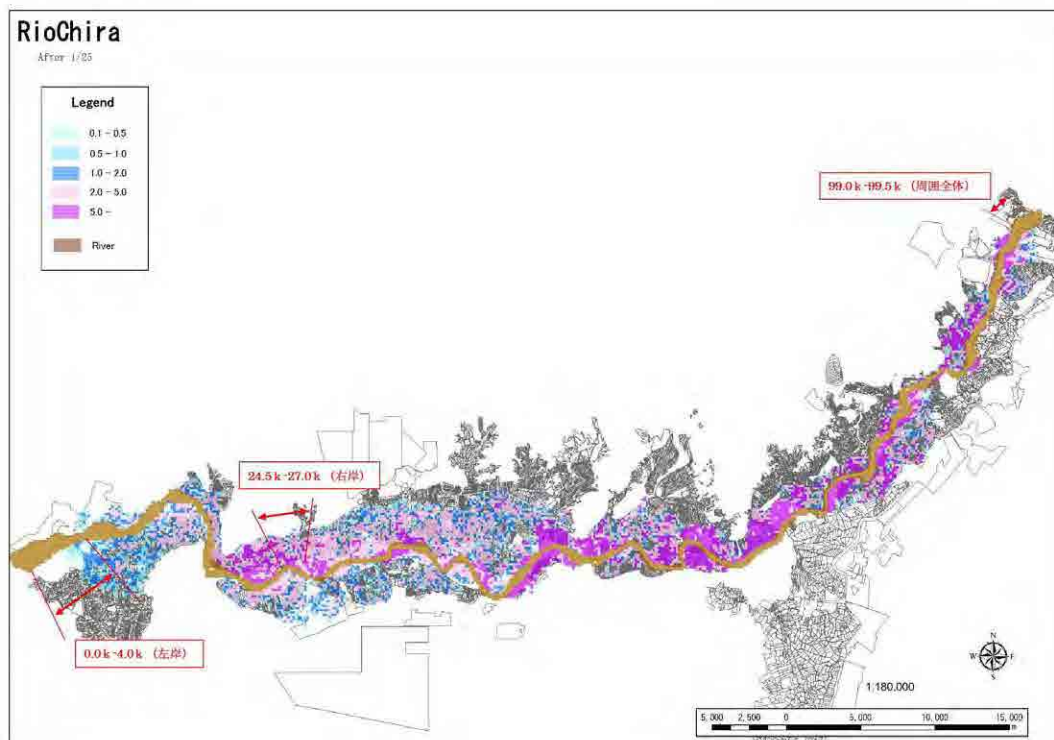 RioChira
After 1/25
Legend
0.1 - 0.5
0.5 - 1.0
1.0 - 2.0
2.0 - 5.0
5.0 -
River
99.0k-99.5k (周囲全体)
24.5k-27.0k (右岸)
0.0k-4.0k (左岸)
N
W
E
S
1:180,000
5,000 2,500 0 5,000 10,000 15,000
m